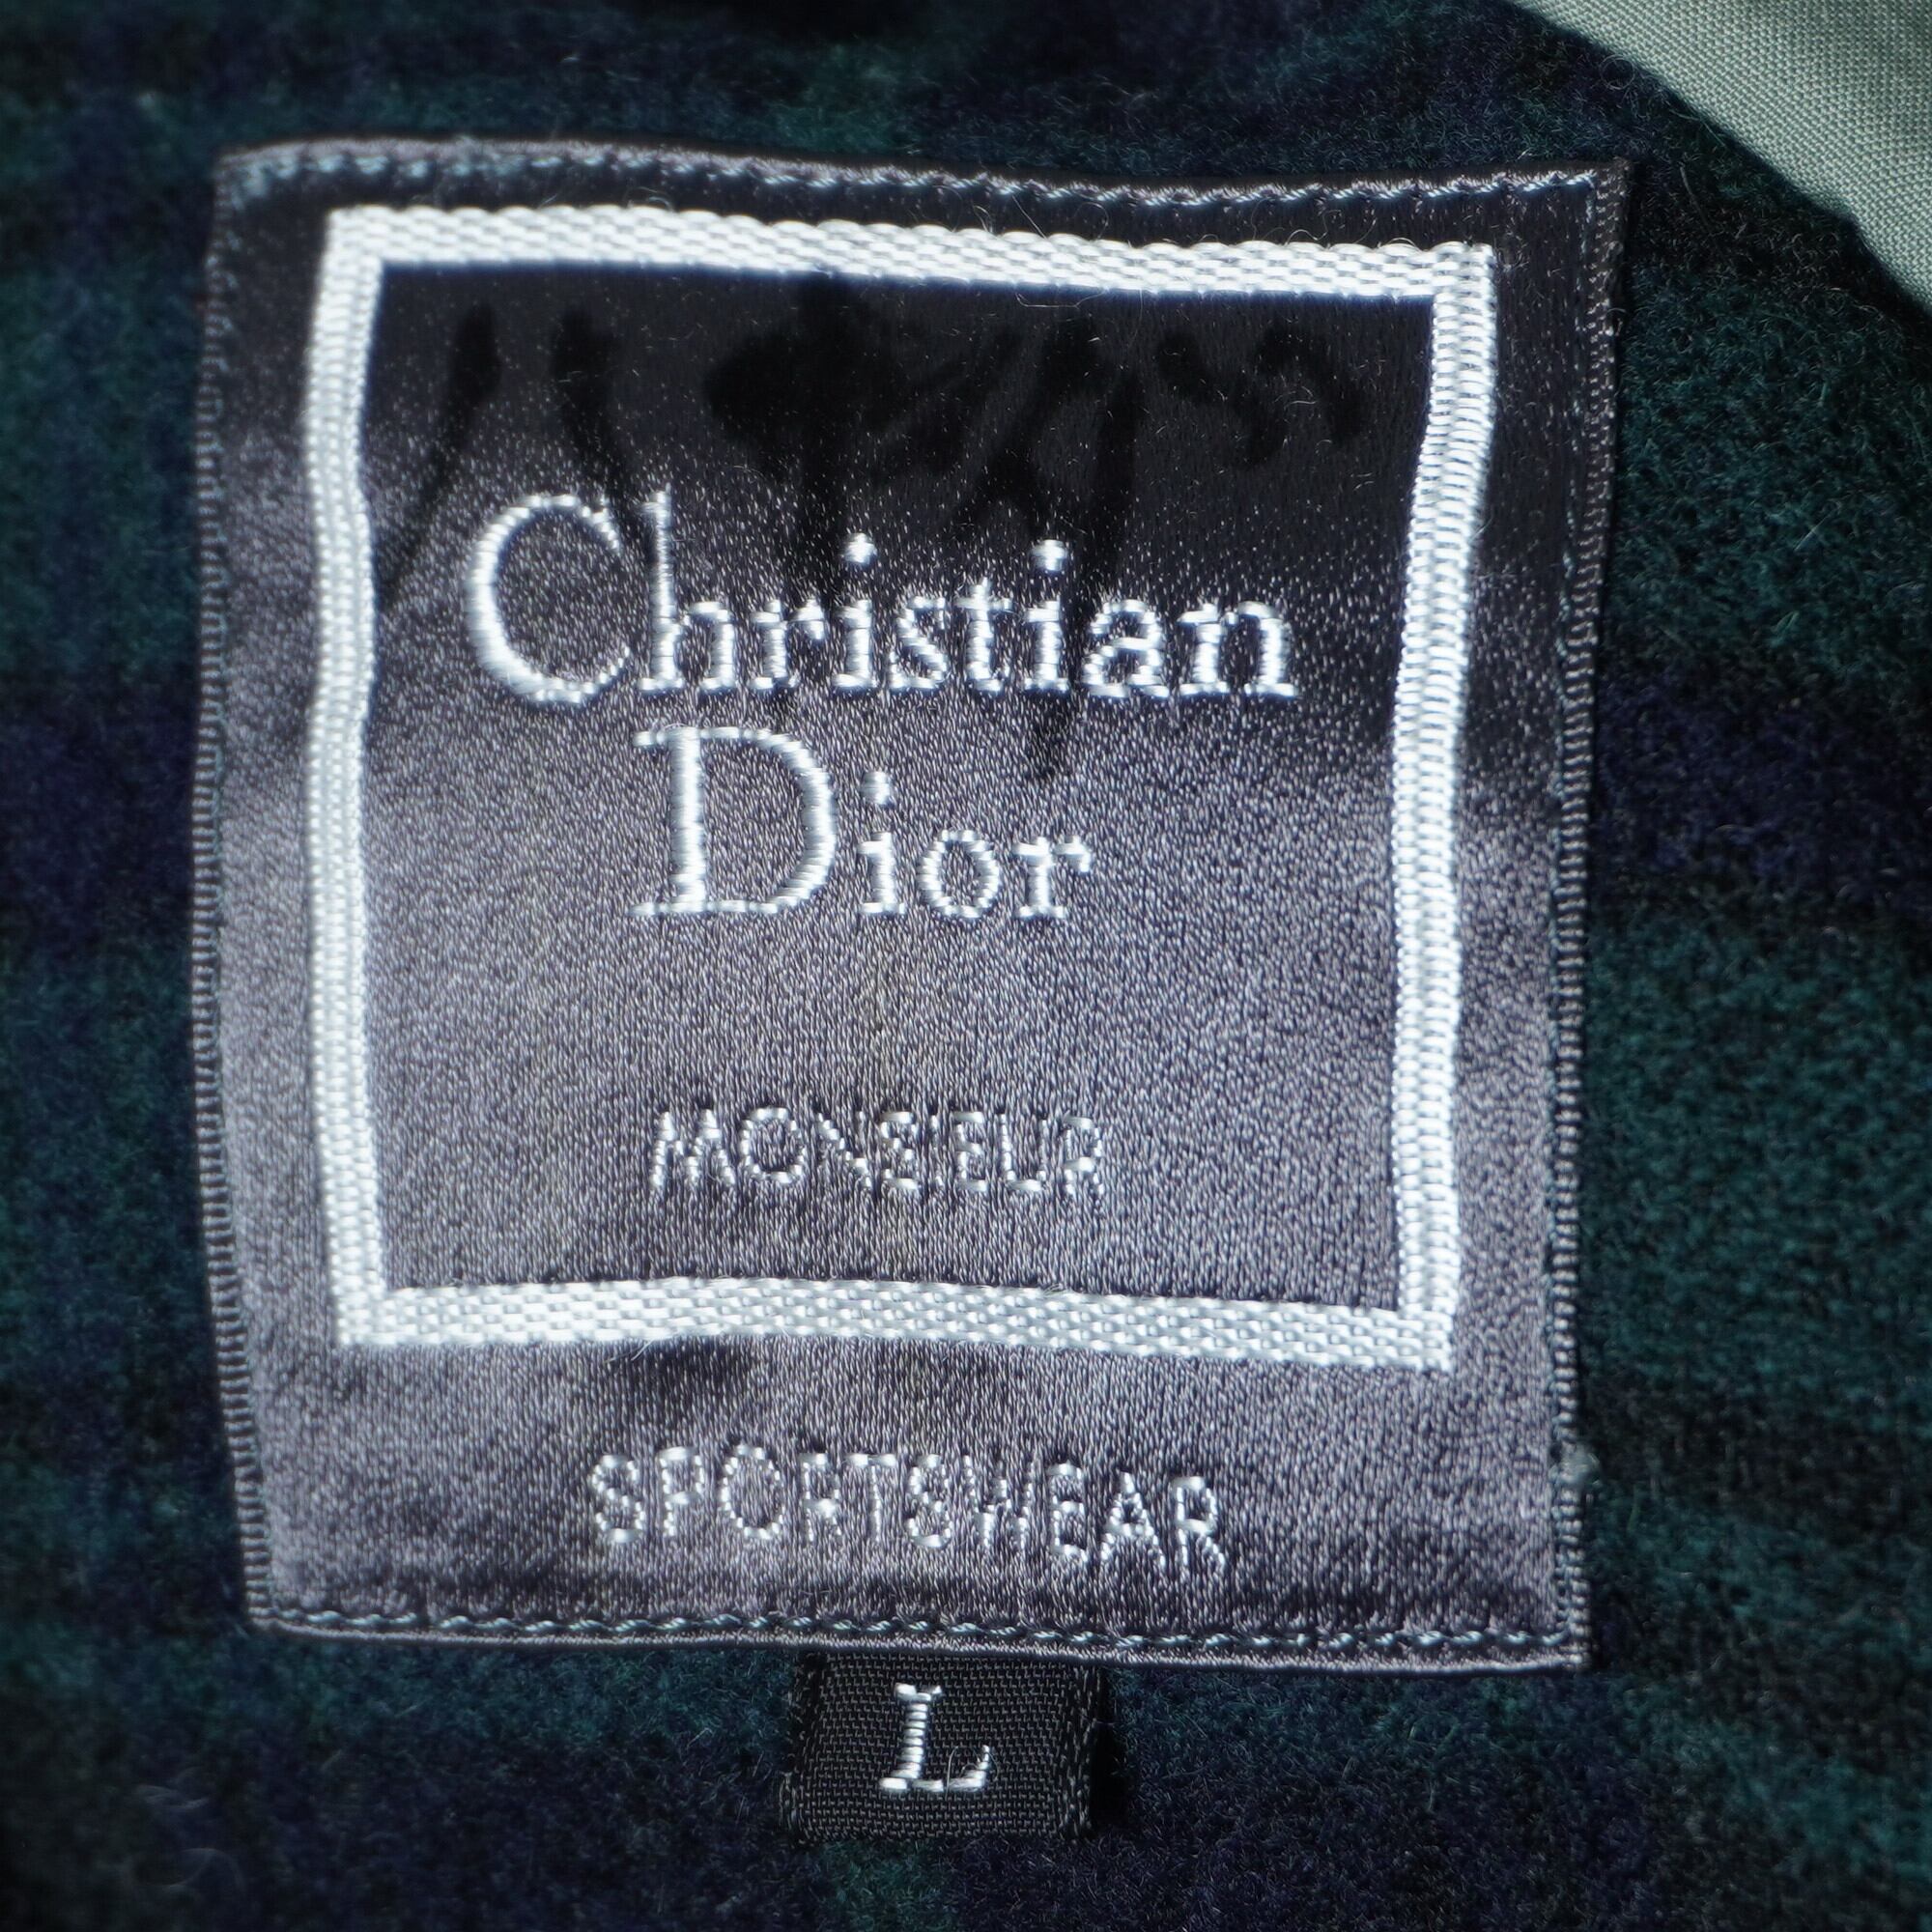 Christian
Dior
MONSIEUR
SPORTSWEAR
L